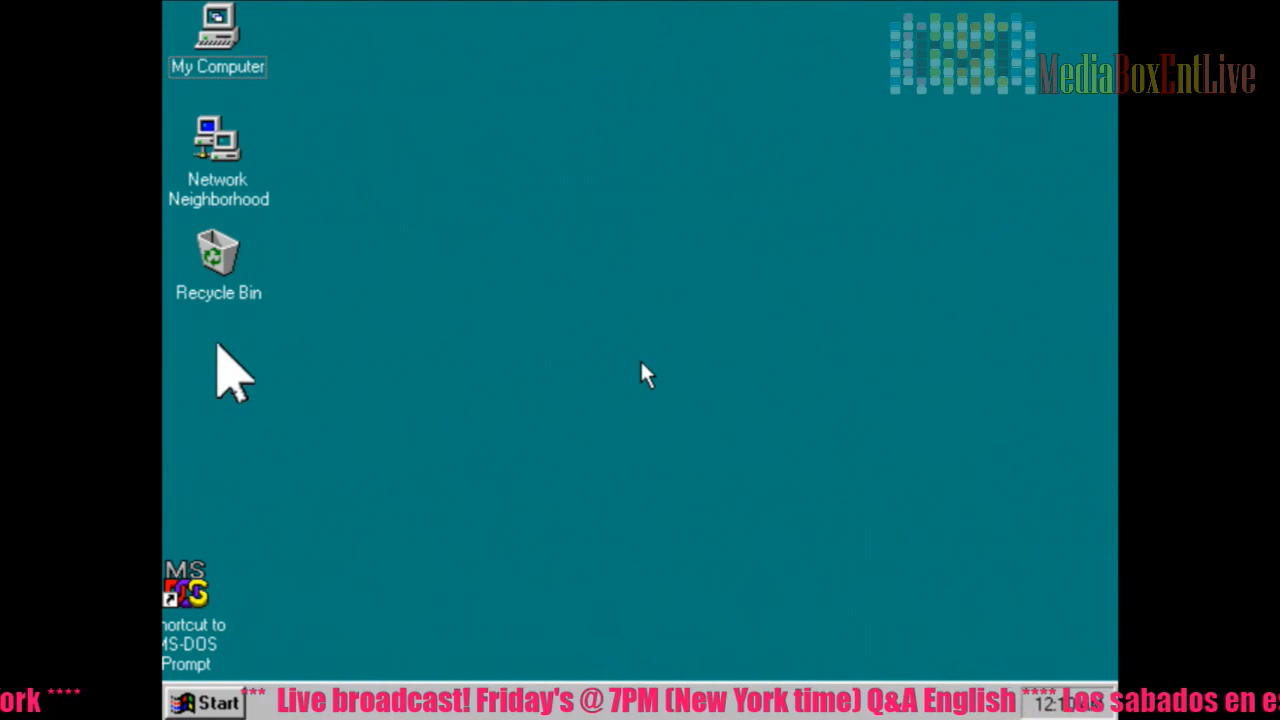 My Computer
MediaBoxEntLive
Network
Neighborhood
Recycle Bin
MS
hortcut to
MS-DOS
Prompt
Start
ork **** *** Live broadcast! Friday's @ 7PM (New York time) Q&A English **** Los sabados en es